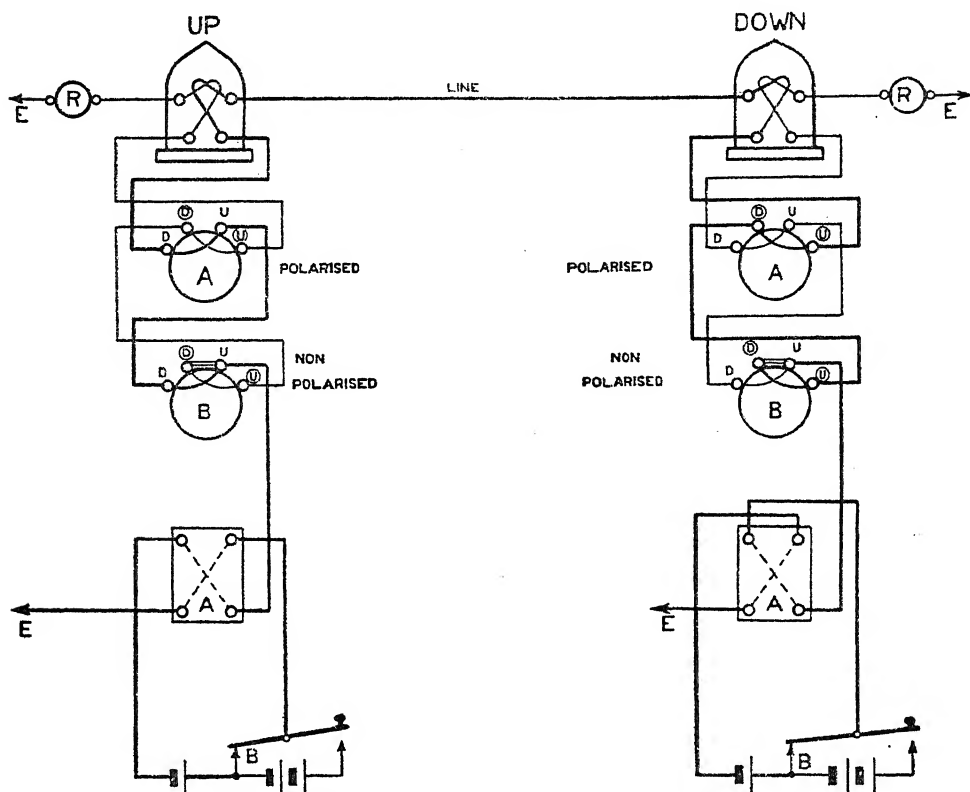 UP DOWN
E R LINE R E
D Ⓓ U Ⓤ D Ⓓ U Ⓤ
A POLARISED POLARISED A
D Ⓓ U Ⓤ NON NON D Ⓓ U Ⓤ
POLARISED POLARISED
B B
A A
E E
B B